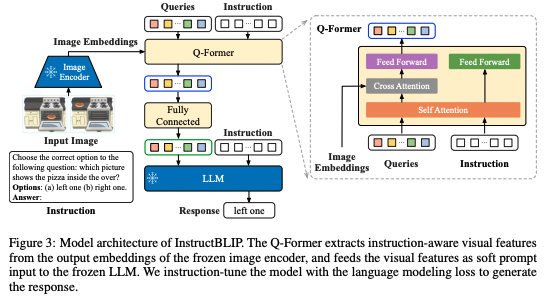 Queries
Instruction
Image Embeddings
Q-Former
Image
Encoder
Input Image
Fully
Connected
Instruction
Choose the correct option to the
following question: which picture
shows the pizza inside the over?
Options: (a) left one (b) right one.
Answer:
Instruction
LLM
Response
left one
Q-Former
Feed Forward
Feed Forward
Cross Attention
Self Attention
Image
Embeddings
Queries
Instruction
Figure 3: Model architecture of InstructBLIP. The Q-Former extracts instruction-aware visual features
from the output embeddings of the frozen image encoder, and feeds the visual features as soft prompt
input to the frozen LLM. We instruction-tune the model with the language modeling loss to generate
the response.